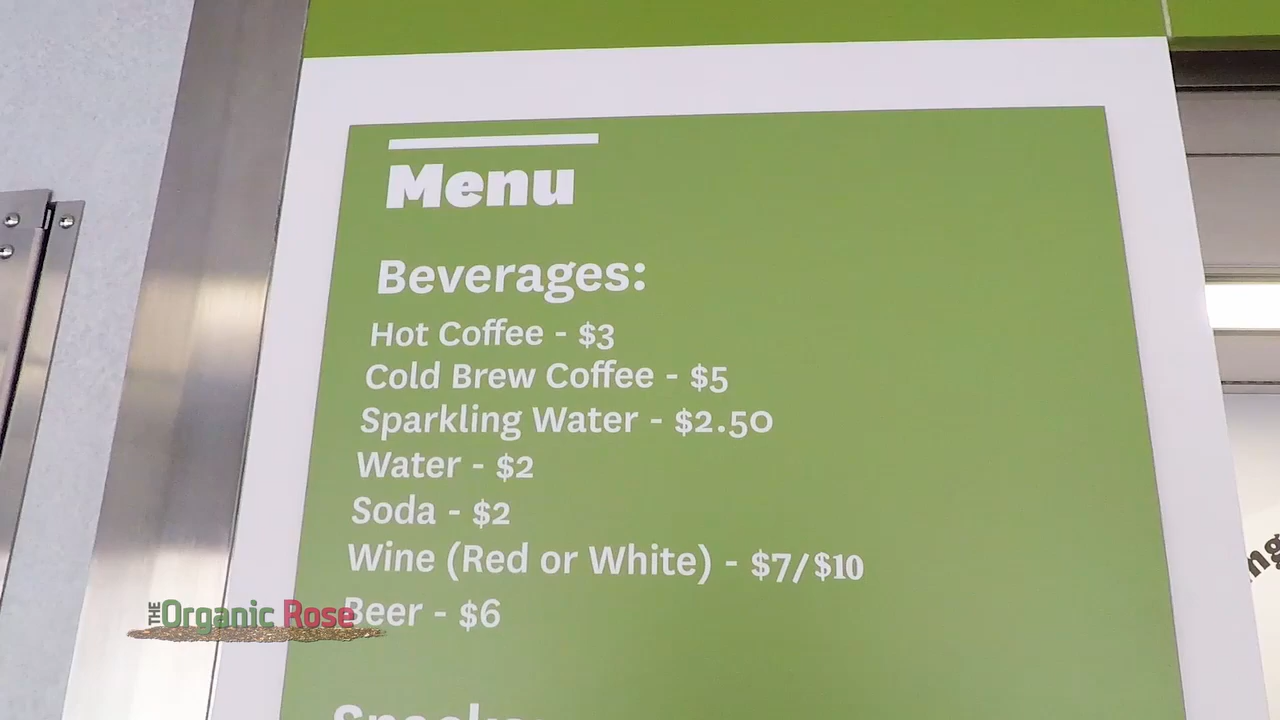 Menu
Beverages:
Hot Coffee - $3
Cold Brew Coffee - $5
Sparkling Water - $2.50
Water - $2
Soda - $2
Wine (Red or White) - $7/$10
Beer - $6
THE Organic Rose